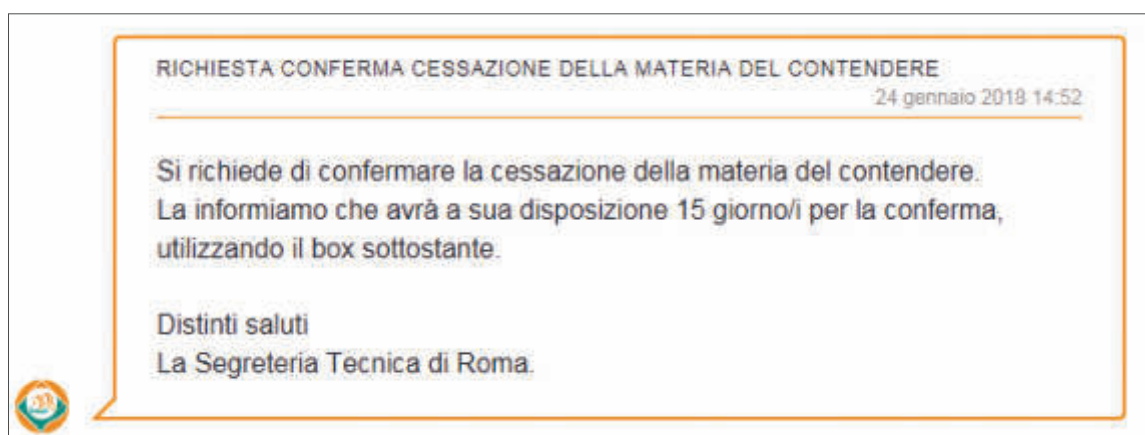 RICHIESTA CONFERMA CESSAZIONE DELLA MATERIA DEL CONTENDERE
24 gennaio 2018 14:52
Si richiede di confermare la cessazione della materia del contendere.
La informiamo che avrà a sua disposizione 15 giorno/i per la conferma,
utilizzando il box sottostante.
Distinti saluti
La Segreteria Tecnica di Roma.